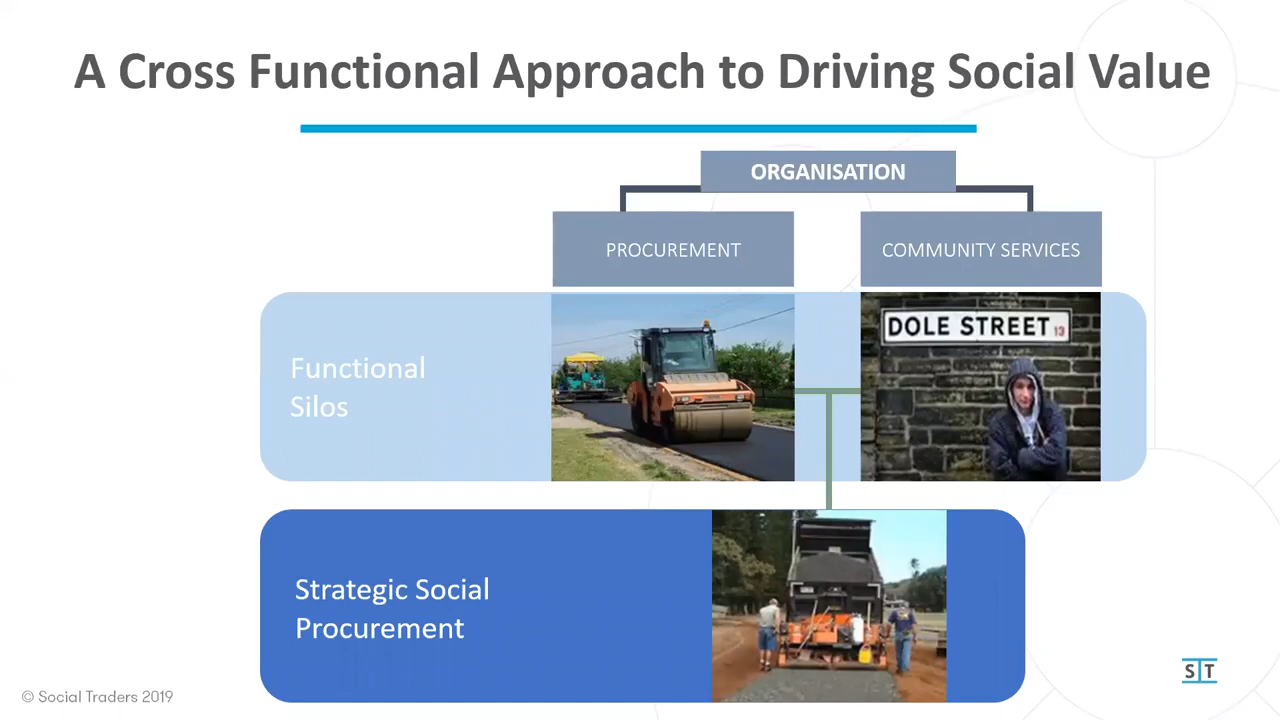 A Cross Functional Approach to Driving Social Value
ORGANISATION
PROCUREMENT
COMMUNITY SERVICES
Functional
Silos
DOLE STREET 13
Strategic Social
Procurement
© Social Traders 2019
S T